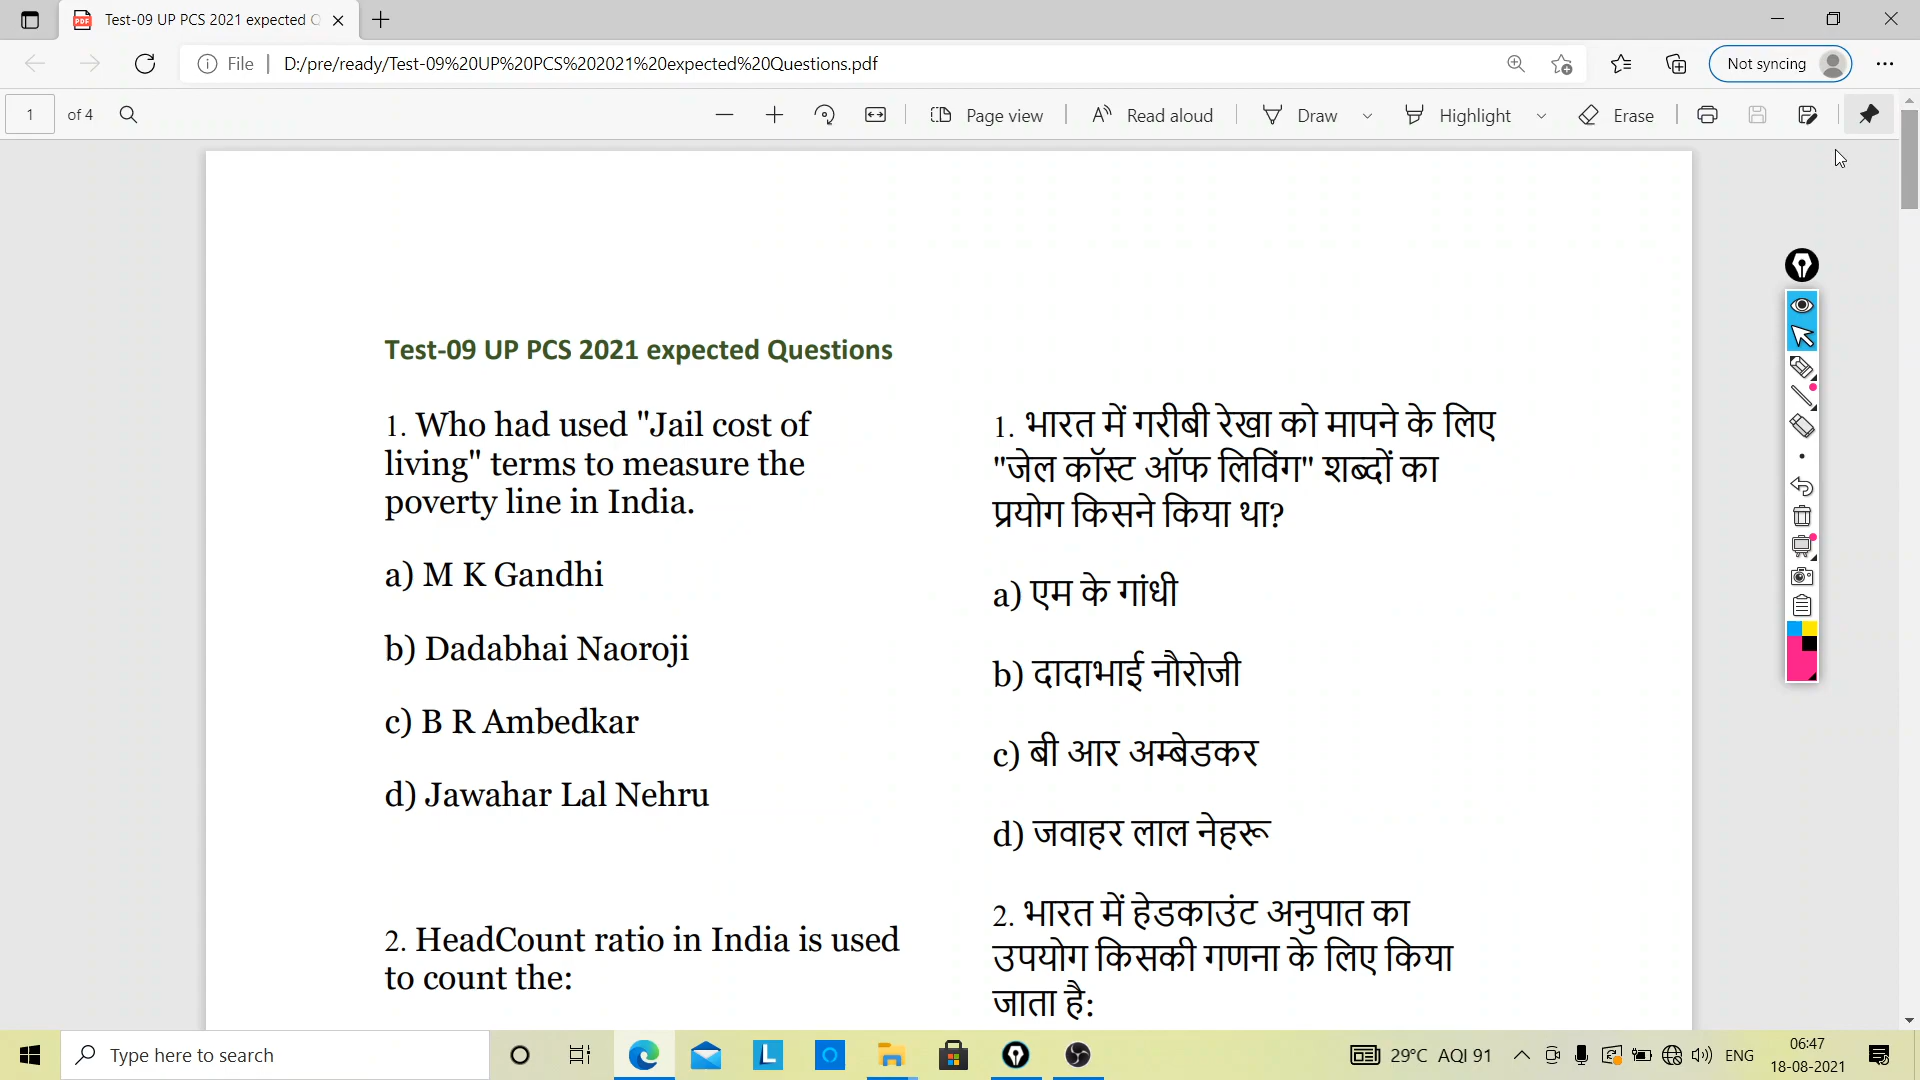 Test-09 UP PCS 2021 expected Q
File
D:/pre/ready/Test-09%20UP%20PCS%202021%20expected%20Questions.pdf
Not syncing
1
of 4
Page view
Read aloud
Draw
Highlight
Erase
Test-09 UP PCS 2021 expected Questions
1. Who had used "Jail cost of
living" terms to measure the
poverty line in India.
a) M K Gandhi
b) Dadabhai Naoroji
c) B R Ambedkar
d) Jawahar Lal Nehru
2. HeadCount ratio in India is used
to count the:
1. भारत में गरीबी रेखा को मापने के लिए
"जेल कॉस्ट ऑफ लिविंग" शब्दों का
प्रयोग किसने किया था?
a) एम के गांधी
b) दादाभाई नौरोजी
c) बी आर अम्बेडकर
d) जवाहर लाल नेहरू
2. भारत में हेडकाउंट अनुपात का
उपयोग किसकी गणना के लिए किया
जाता है:
Type here to search
29°C AQI 91
ENG
06:47
18-08-2021